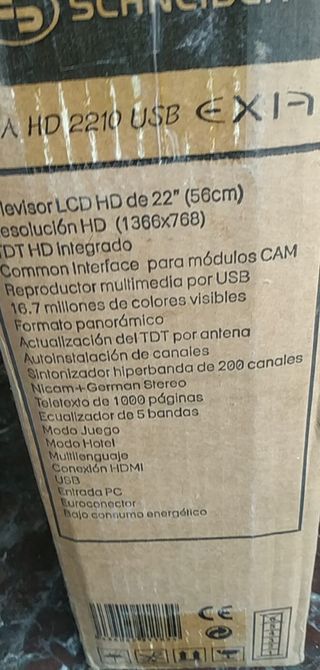 SCHNEIDER
A HD 2210 USB EXIA
levisor LCD HD de 22" (56cm)
esolución HD (1366x768)
TDT HD Integrado
Common Interface para módulos CAM
Reproductor multimedia por USB
16.7 millones de colores visibles
Formato panorámico
Actualización del TDT por antena
Autoinstalación de canales
Sintonizador hiperbanda de 200 canales
Nicam+German Stereo
Teletexto de 1000 páginas
Ecualizador de 5 bandas
Modo Juego
Modo Hotel
Multilenguaje
Conexión HDMI
USB
Entrada PC
Euroconector
Bajo consumo energético
CE